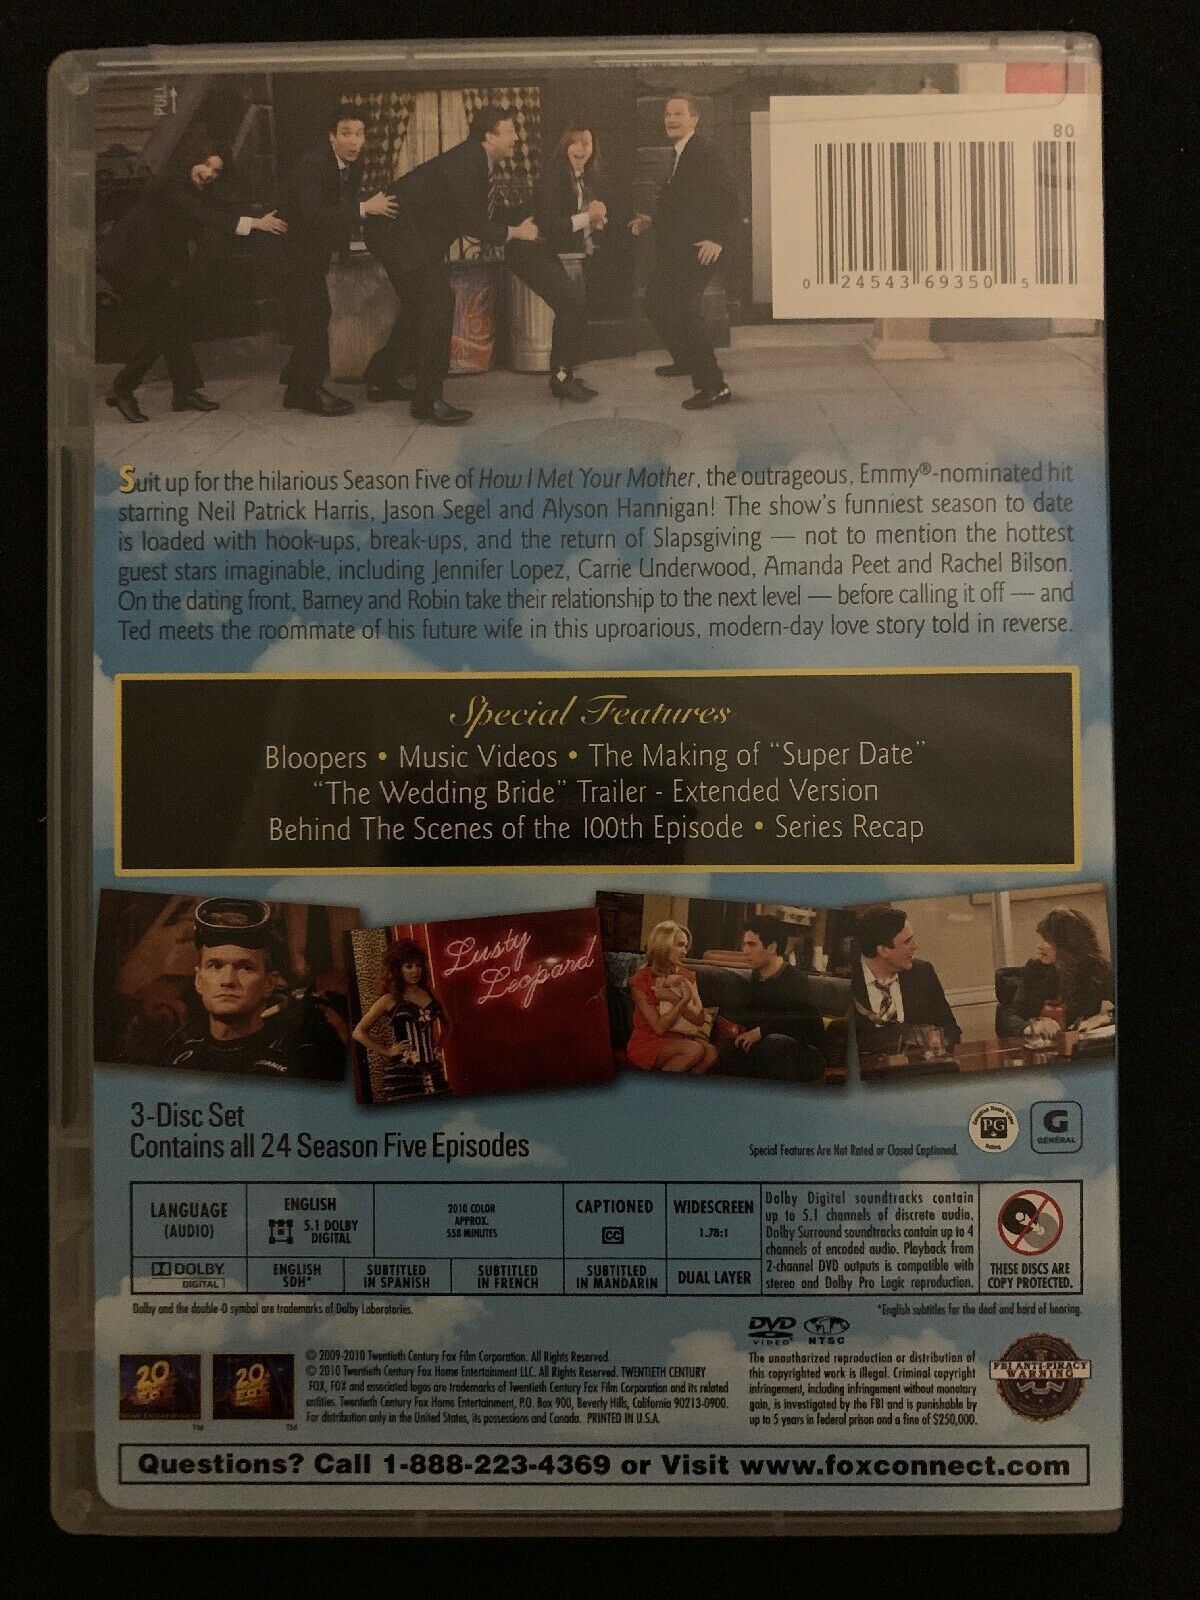 PULL
80
0 24543 69350 5
Suit up for the hilarious Season Five of How I Met Your Mother, the outrageous, Emmy®-nominated hit
starring Neil Patrick Harris, Jason Segel and Alyson Hannigan! The show's funniest season to date
is loaded with hook-ups, break-ups, and the return of Slapsgiving — not to mention the hottest
guest stars imaginable, including Jennifer Lopez, Carrie Underwood, Amanda Peet and Rachel Bilson.
On the dating front, Barney and Robin take their relationship to the next level — before calling it off — and
Ted meets the roommate of his future wife in this uproarious, modern-day love story told in reverse.
Special Features
Bloopers • Music Videos • The Making of "Super Date"
"The Wedding Bride" Trailer - Extended Version
Behind The Scenes of the 100th Episode • Series Recap
Lusty
Leopard
3-Disc Set
Contains all 24 Season Five Episodes
Special Features Are Not Rated or Closed Captioned.
PG
G
GENERAL
LANGUAGE
(AUDIO)
ENGLISH
5.1 DOLBY
DIGITAL
2010 COLOR
APPROX.
550 MINUTES
CAPTIONED
CC
WIDESCREEN
1.78:1
Dolby Digital soundtracks contain
up to 5.1 channels of discrete audio.
Dolby Surround soundtracks contain up to 4
channels of encoded audio. Playback from
2-channel DVD outputs is compatible with
stereo and Dolby Pro Logic reproduction.
THESE DISCS ARE
COPY PROTECTED.
DOLBY
DIGITAL
ENGLISH
SDH*
SUBTITLED
IN SPANISH
SUBTITLED
IN FRENCH
SUBTITLED
IN MANDARIN
DUAL LAYER
Dolby and the double-D symbol are trademarks of Dolby Laboratories.
*English subtitles for the deaf and hard of hearing.
DVD
VIDEO
NTSC
20
20
TM
TM
© 2009-2010 Twentieth Century Fox Film Corporation. All Rights Reserved.
© 2010 Twentieth Century Fox Home Entertainment LLC. All Rights Reserved. TWENTIETH CENTURY
FOX, FOX and associated logos are trademarks of Twentieth Century Fox Film Corporation and its related
entities. Twentieth Century Fox Home Entertainment, P.O. Box 900, Beverly Hills, California 90213-0900.
For distribution only in the United States, its possessions and Canada. PRINTED IN U.S.A.
The unauthorized reproduction or distribution of
this copyrighted work is illegal. Criminal copyright
infringement, including infringement without monetary
gain, is investigated by the FBI and is punishable by
up to 5 years in federal prison and a fine of $250,000.
FBI ANTI-PIRACY
WARNING
Questions? Call 1-888-223-4369 or Visit www.foxconnect.com